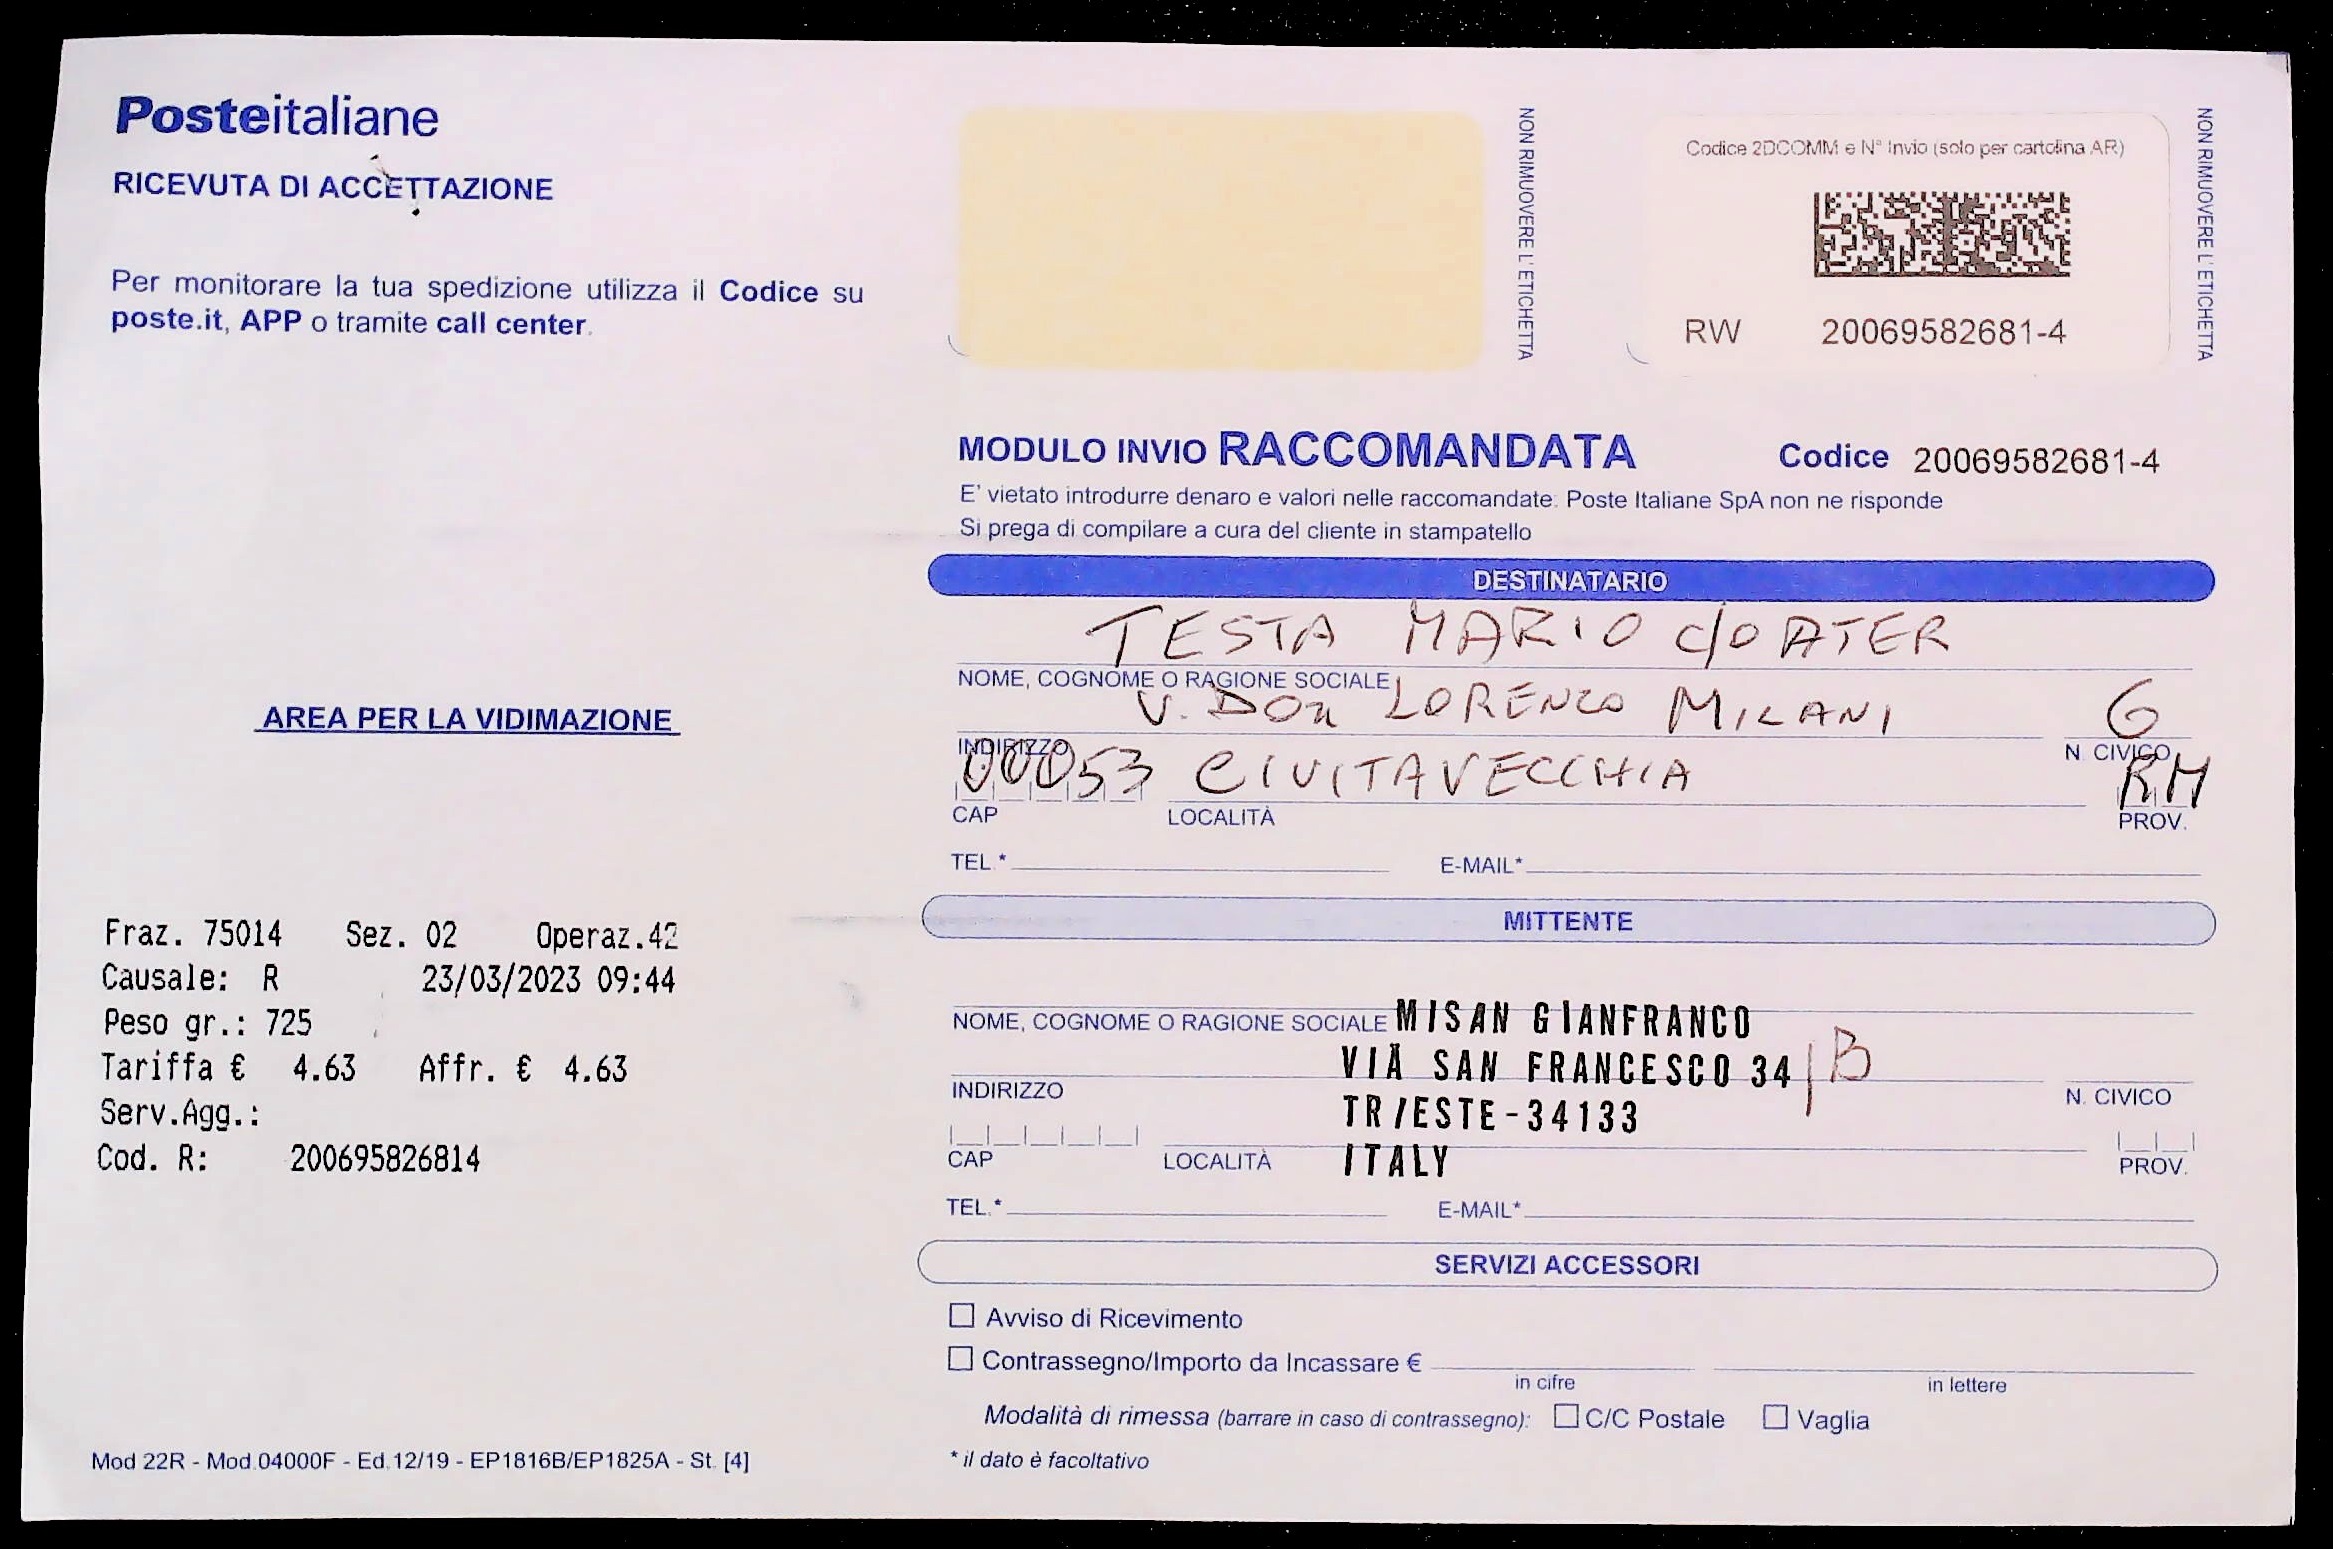 Posteitaliane
RICEVUTA DI ACCETTAZIONE
Per monitorare la tua spedizione utilizza il Codice su
poste.it, APP o tramite call center.
AREA PER LA VIDIMAZIONE
Fraz. 75014 Sez. 02 Operaz.42
Causale: R 23/03/2023 09:44
Peso gr.: 725
Tariffa € 4.63 Affr. € 4.63
Serv.Agg.:
Cod. R: 200695826814
Mod 22R - Mod.04000F - Ed.12/19 - EP1816B/EP1825A - St. [4]
NON RIMUOVERE L'ETICHETTA
Codice 2DCOMM e N° Invio (solo per cartolina AR)
RW 20069582681-4
NON RIMUOVERE L'ETICHETTA
MODULO INVIO RACCOMANDATA Codice 20069582681-4
E' vietato introdurre denaro e valori nelle raccomandate. Poste Italiane SpA non ne risponde
Si prega di compilare a cura del cliente in stampatello
DESTINATARIO
TESTA MARIO c/o ATER
NOME, COGNOME O RAGIONE SOCIALE
V. DON LORENZO MILANI 6
INDIRIZZO N. CIVICO
00053 CIVITAVECCHIA RM
CAP LOCALITÀ PROV.
TEL.* E-MAIL*
MITTENTE
NOME, COGNOME O RAGIONE SOCIALE MISAN GIANFRANCO
VIA SAN FRANCESCO 34/B
INDIRIZZO N. CIVICO
TRIESTE-34133
CAP LOCALITÀ ITALY PROV.
TEL.* E-MAIL*
SERVIZI ACCESSORI
Avviso di Ricevimento
Contrassegno/Importo da Incassare €
in cifre in lettere
Modalità di rimessa (barrare in caso di contrassegno): C/C Postale Vaglia
* il dato è facoltativo